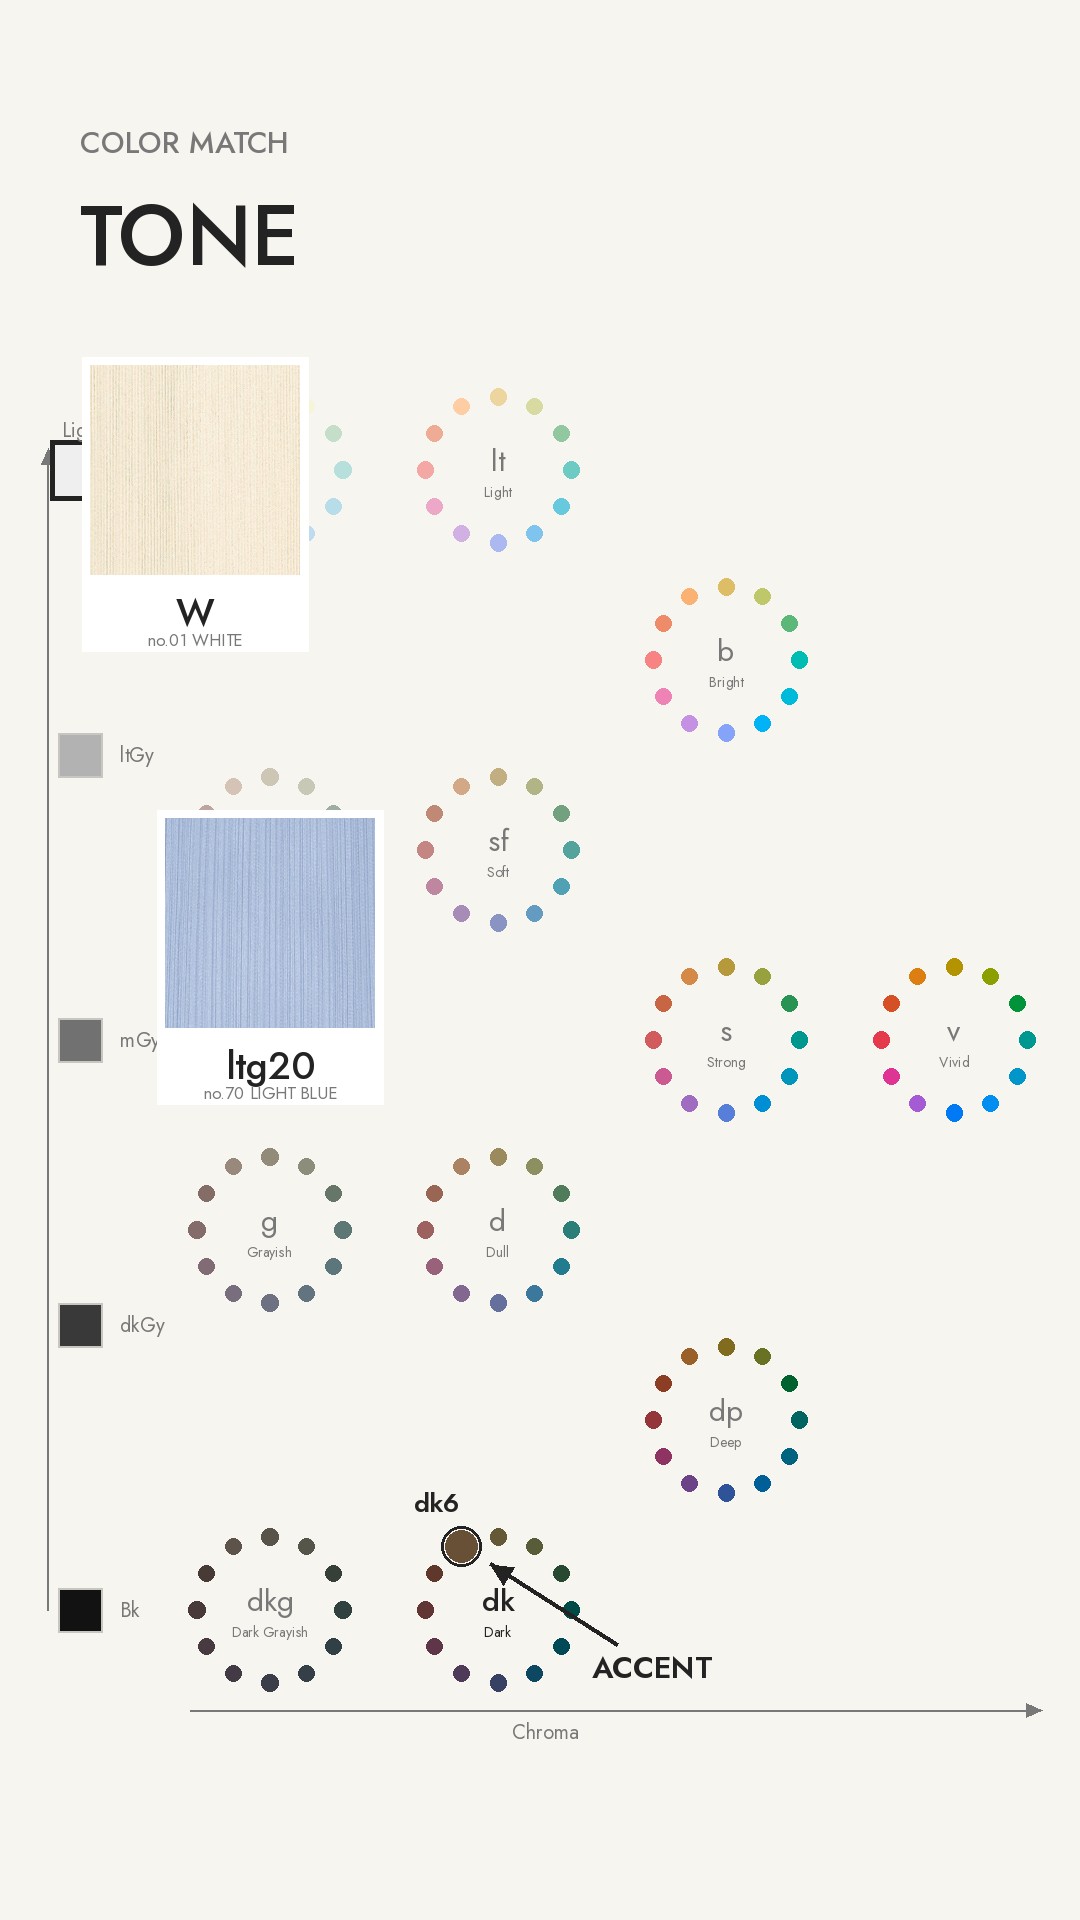 COLOR MATCH
TONE
W
no.01 WHITE
lt
Light
b
Bright
ltGy
sf
Soft
mGy
ltg20
no.70 LIGHT BLUE
s
Strong
v
Vivid
g
Grayish
d
Dull
dkGy
dp
Deep
dk6
Bk
dkg
Dark Grayish
dk
Dark
ACCENT
Chroma